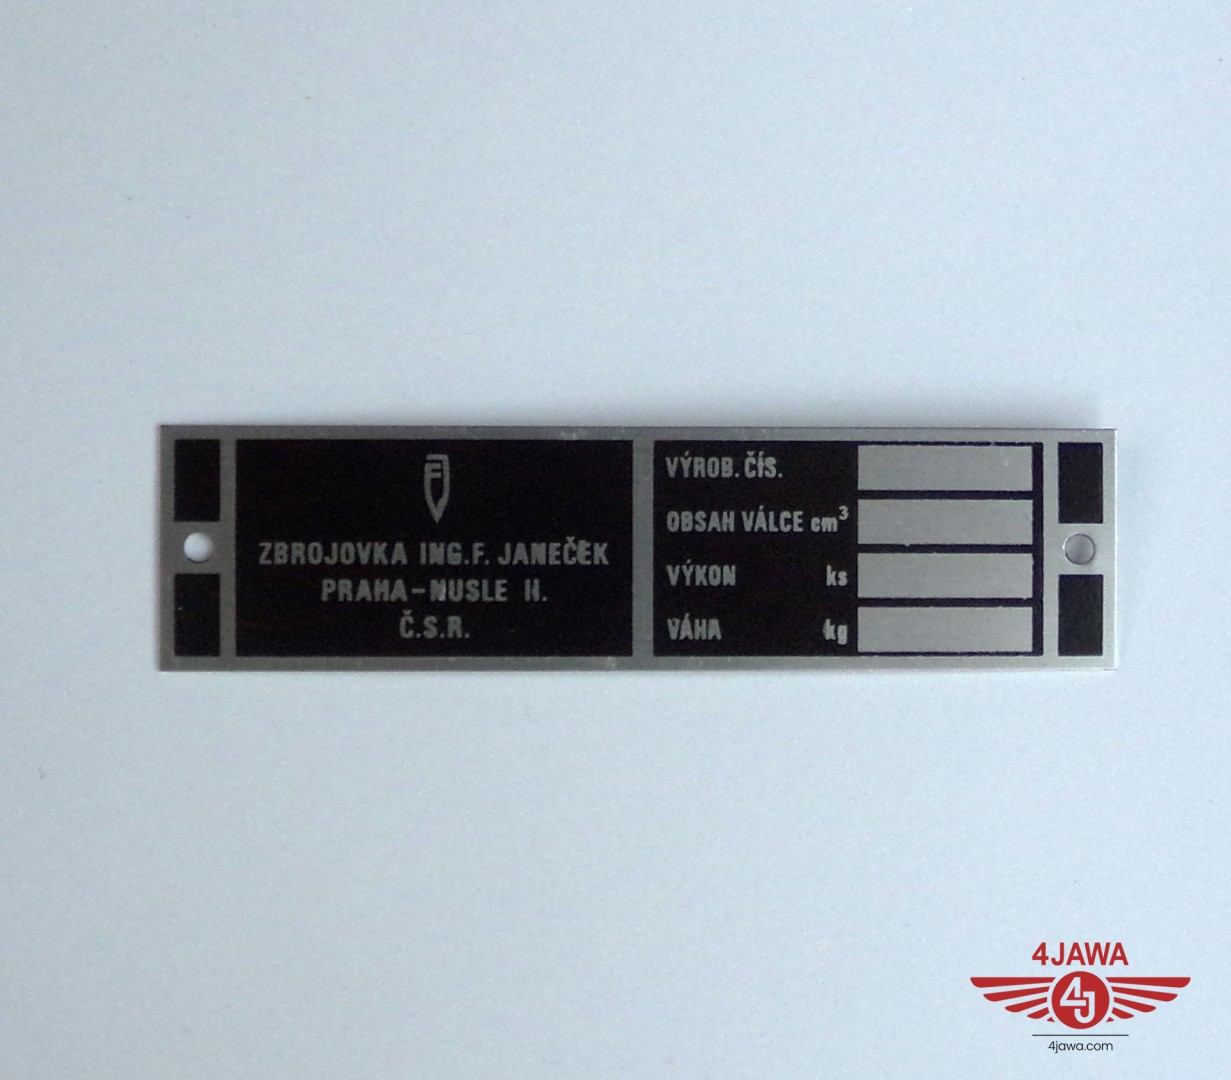 ZBROJOVKA ING.F. JANEČEK
PRAHA-NUSLE II.
Č.S.R.
VÝROB. ČÍS.
OBSAH VÁLCE cm³
VÝKON ks
VÁHA kg
4JAWA
4J
4jawa.com